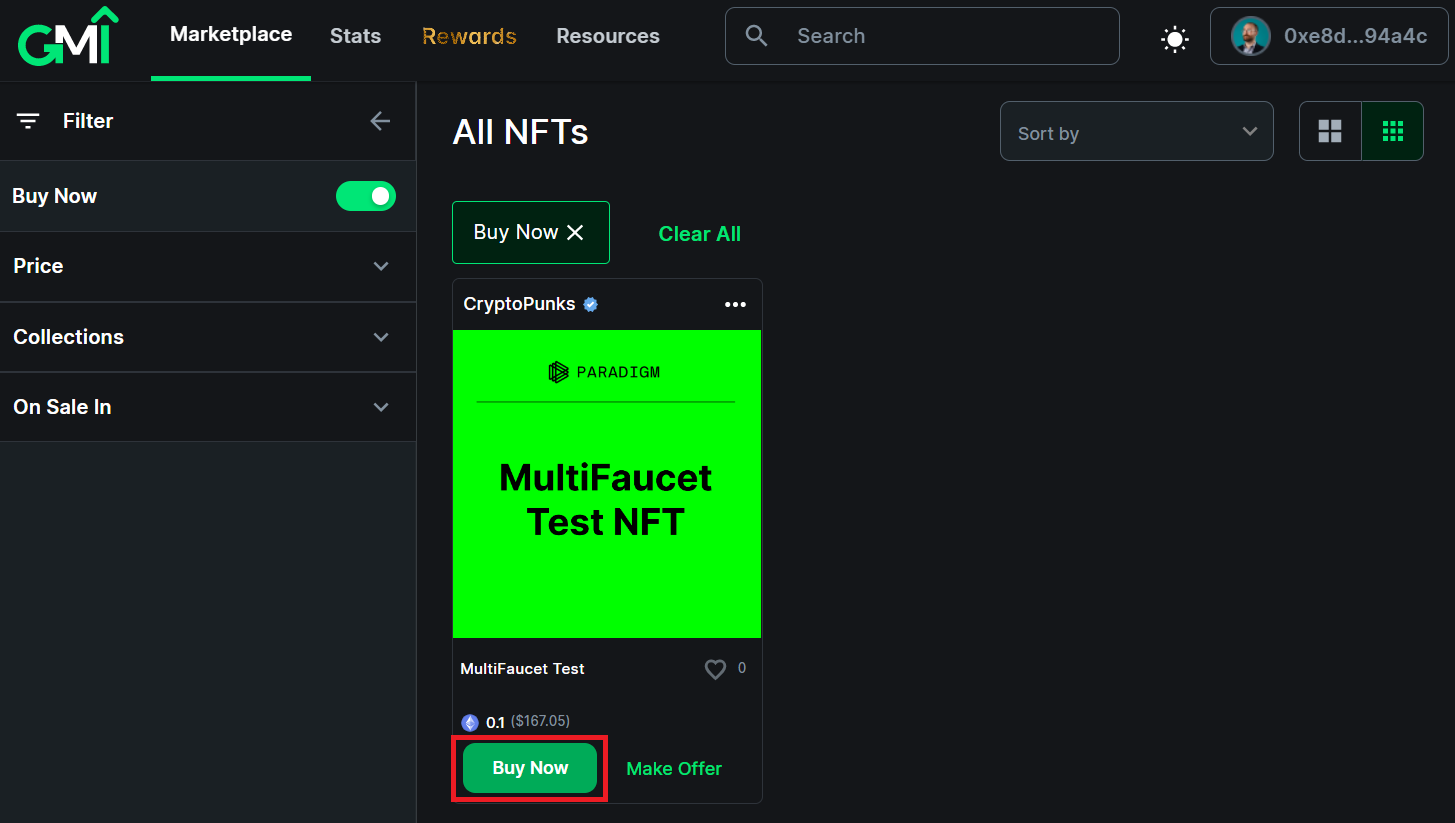 GMI
Marketplace
Stats
Rewards
Resources
Search
0xe8d...94a4c
Filter
Buy Now
Price
Collections
On Sale In
All NFTs
Sort by
Buy Now
Clear All
CryptoPunks
PARADIGM
MultiFaucet
Test NFT
MultiFaucet Test
0
0.1 ($167.05)
Buy Now
Make Offer